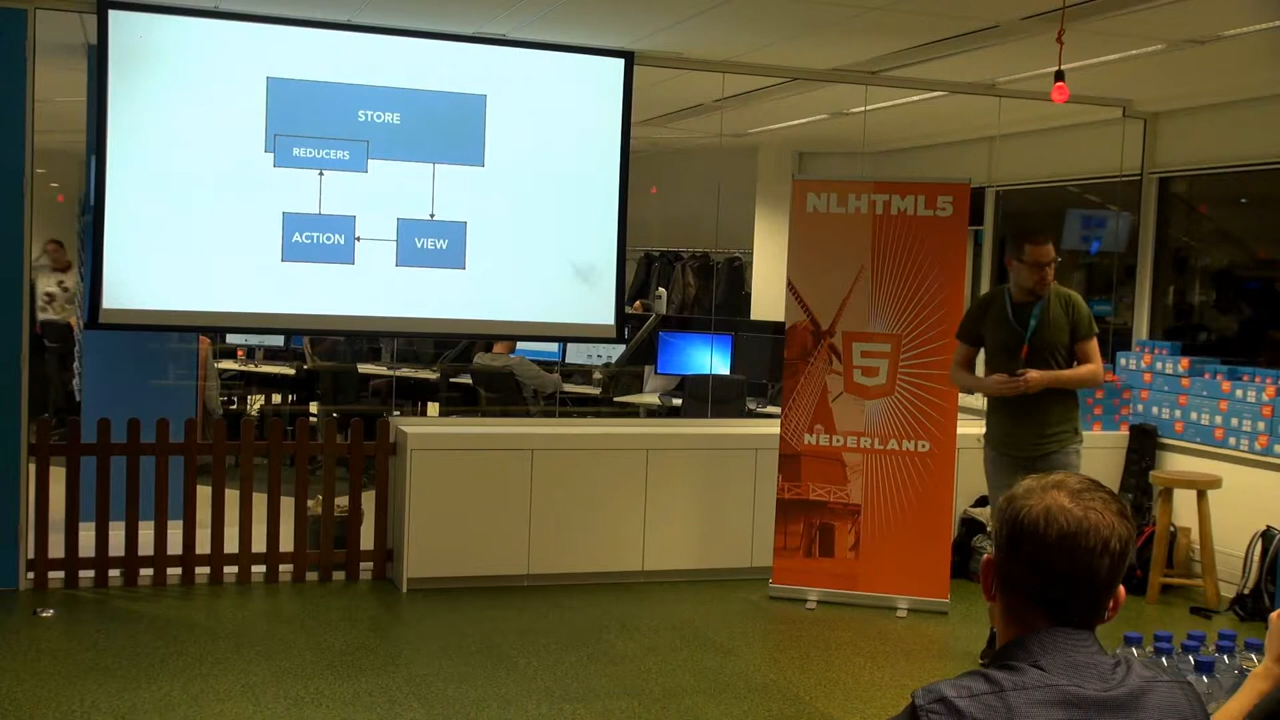 STORE
REDUCERS
ACTION
VIEW
NLHTML5
5
NEDERLAND